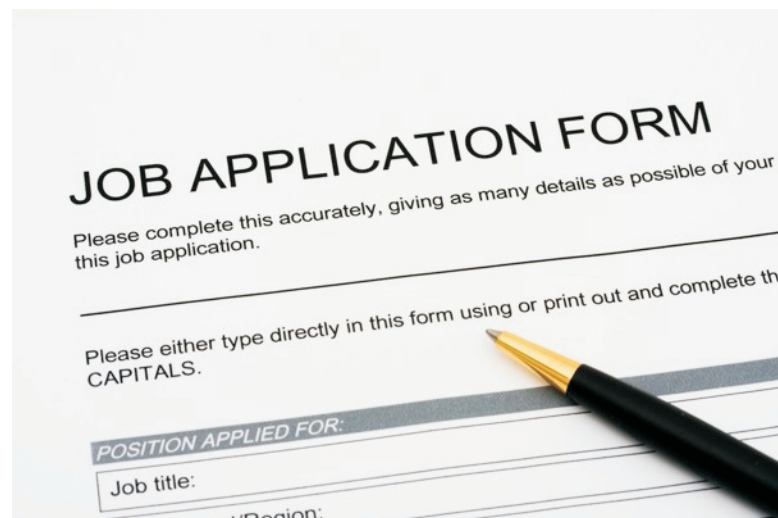 JOB APPLICATION FORM
Please complete this accurately, giving as many details as possible of your
this job application.
Please either type directly in this form using or print out and complete th
CAPITALS.
POSITION APPLIED FOR:
Job title:
/Region: